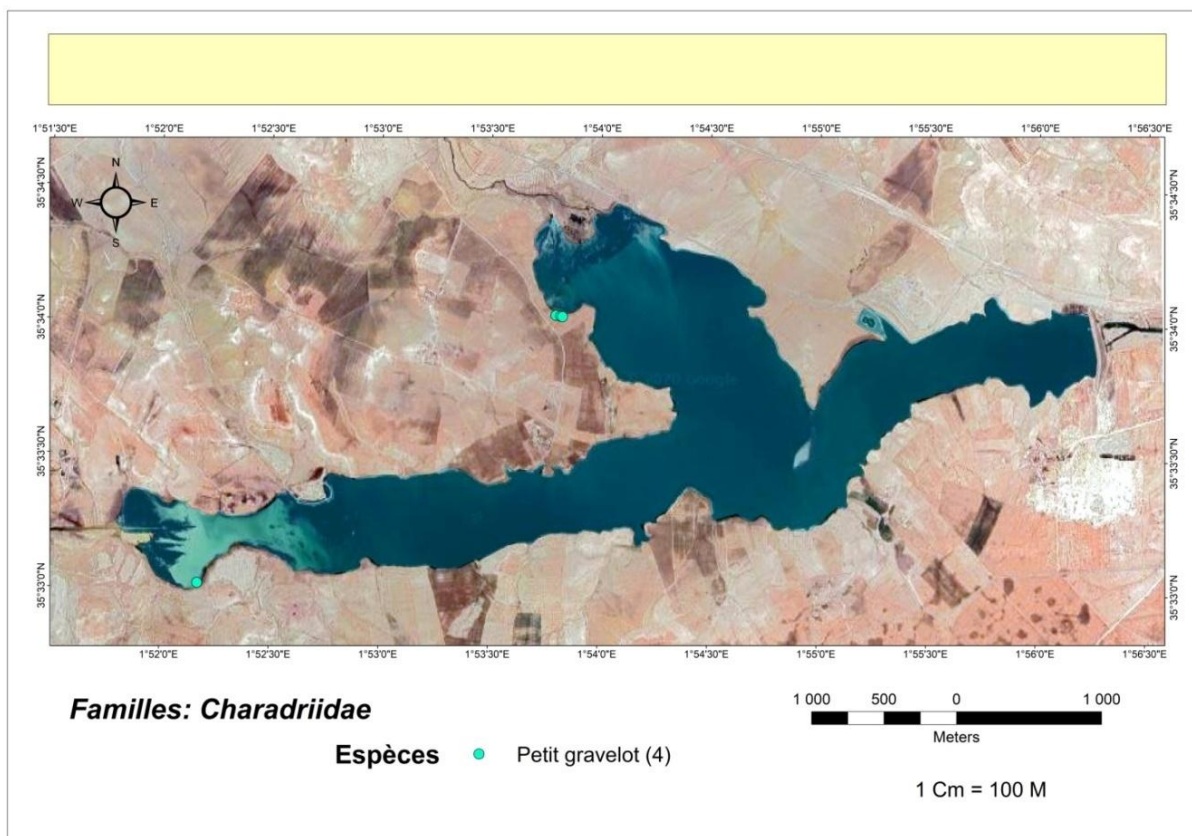 1°51'30"E 1°52'0"E 1°52'30"E 1°53'0"E 1°53'30"E 1°54'0"E 1°54'30"E 1°55'0"E 1°55'30"E 1°56'0"E 1°56'30"E
N
W E
S
35°34'30"N 35°34'30"N
35°34'0"N 35°34'0"N
35°33'30"N 35°33'30"N
35°33'0"N 35°33'0"N
1°52'0"E 1°52'30"E 1°53'0"E 1°53'30"E 1°54'0"E 1°54'30"E 1°55'0"E 1°55'30"E 1°56'0"E 1°56'30"E
Familles: Charadriidae
1 000 500 0 1 000
Meters
Espèces Petit gravelot (4)
1 Cm = 100 M